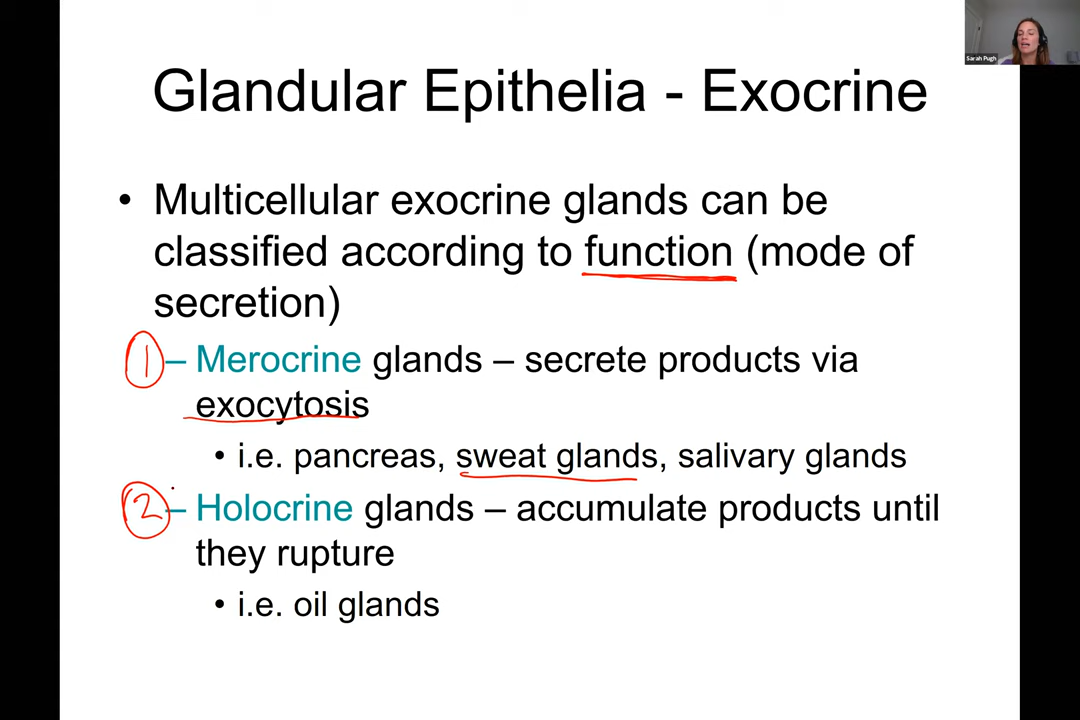 Sarah Pugh
Glandular Epithelia - Exocrine
• Multicellular exocrine glands can be
classified according to function (mode of
secretion)
1 – Merocrine glands – secrete products via
exocytosis
• i.e. pancreas, sweat glands, salivary glands
2 – Holocrine glands – accumulate products until
they rupture
• i.e. oil glands